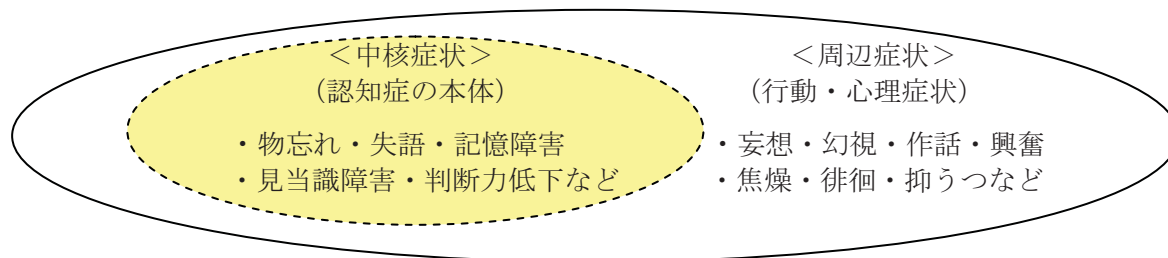 ＜中核症状＞
（認知症の本体）
・物忘れ・失語・記憶障害
・見当識障害・判断力低下など
＜周辺症状＞
（行動・心理症状）
・妄想・幻視・作話・興奮
・焦燥・徘徊・抑うつなど